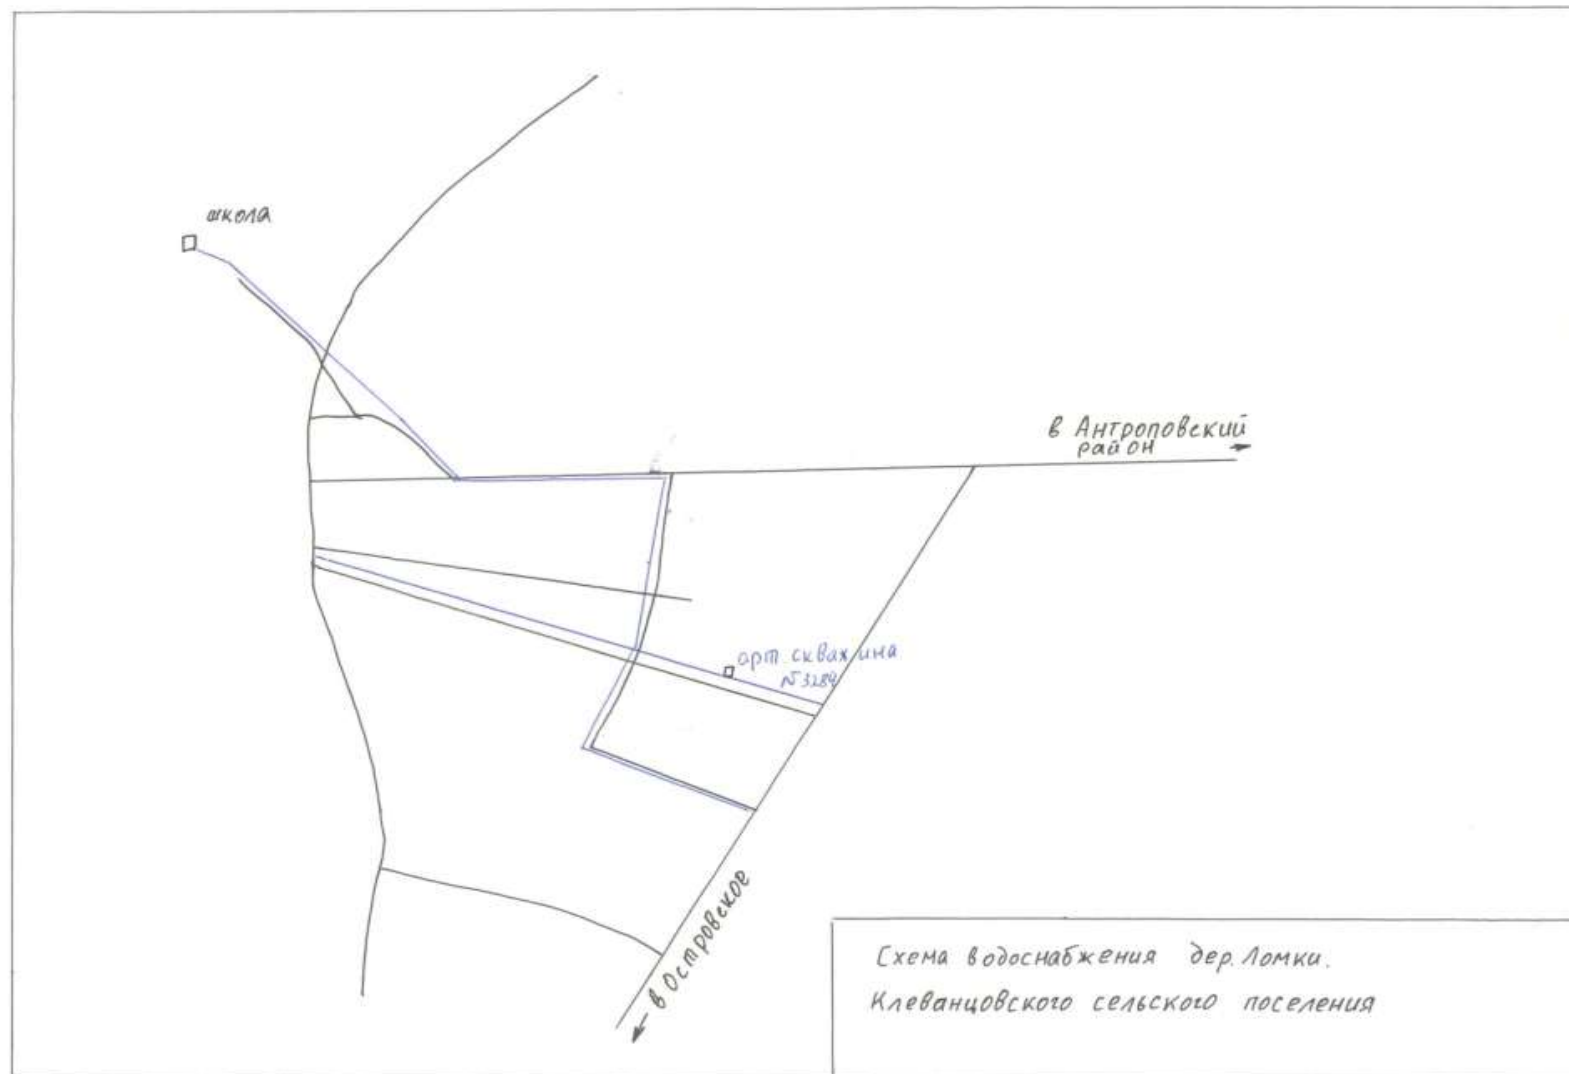 школа
в Антроповский
район
арт. скважина
№3284
в Островское
Схема водоснабжения дер. Ломки.
Клеванцовского сельского поселения